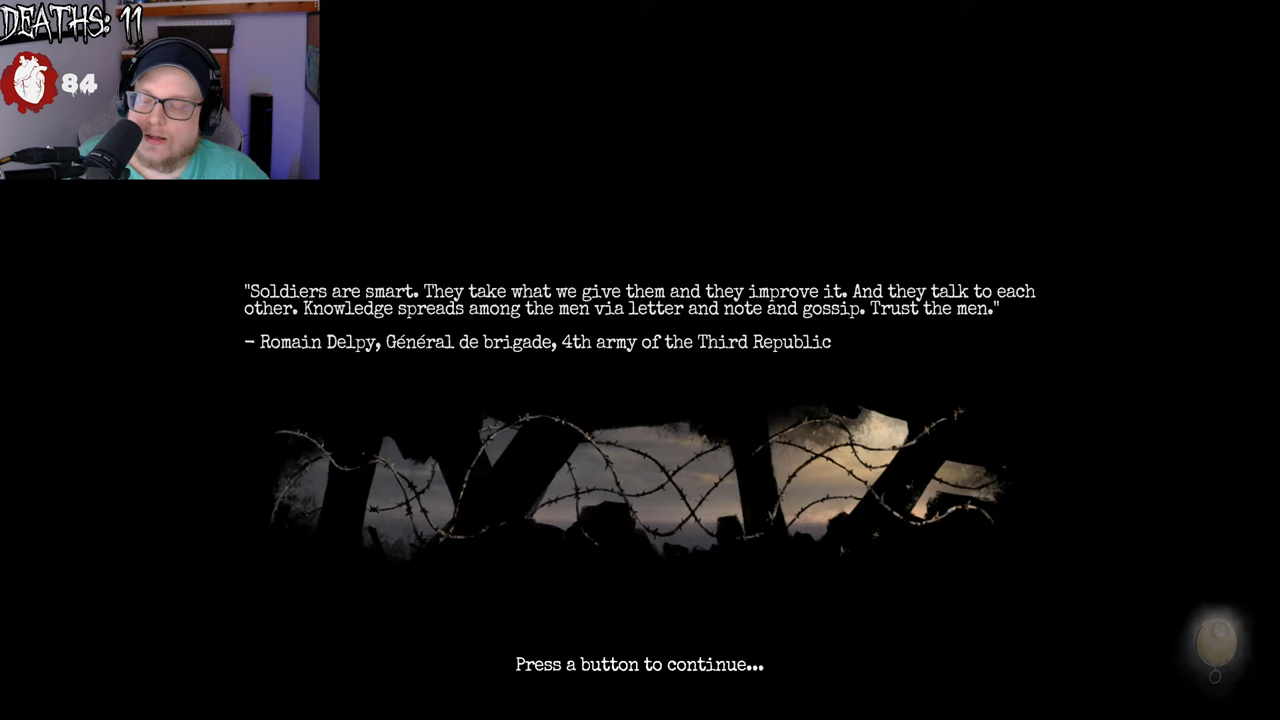 DEATHS: 11
84
"Soldiers are smart. They take what we give them and they improve it. And they talk to each
other. Knowledge spreads among the men via letter and note and gossip. Trust the men."
- Romain Delpy, Général de brigade, 4th army of the Third Republic
Press a button to continue...